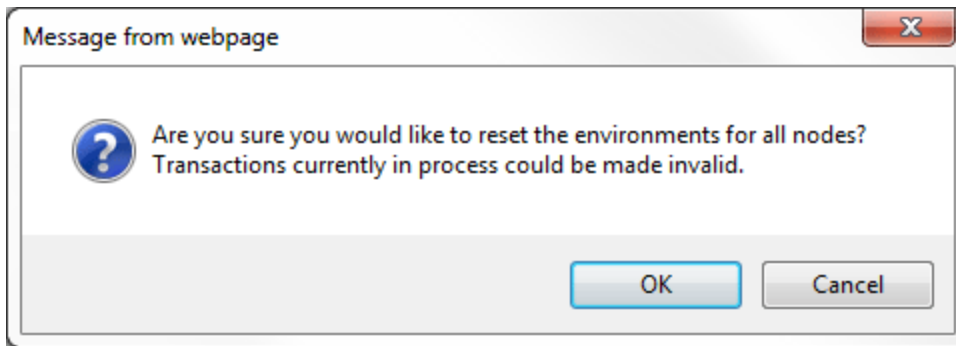 Message from webpage
Are you sure you would like to reset the environments for all nodes?
Transactions currently in process could be made invalid.
OK
Cancel